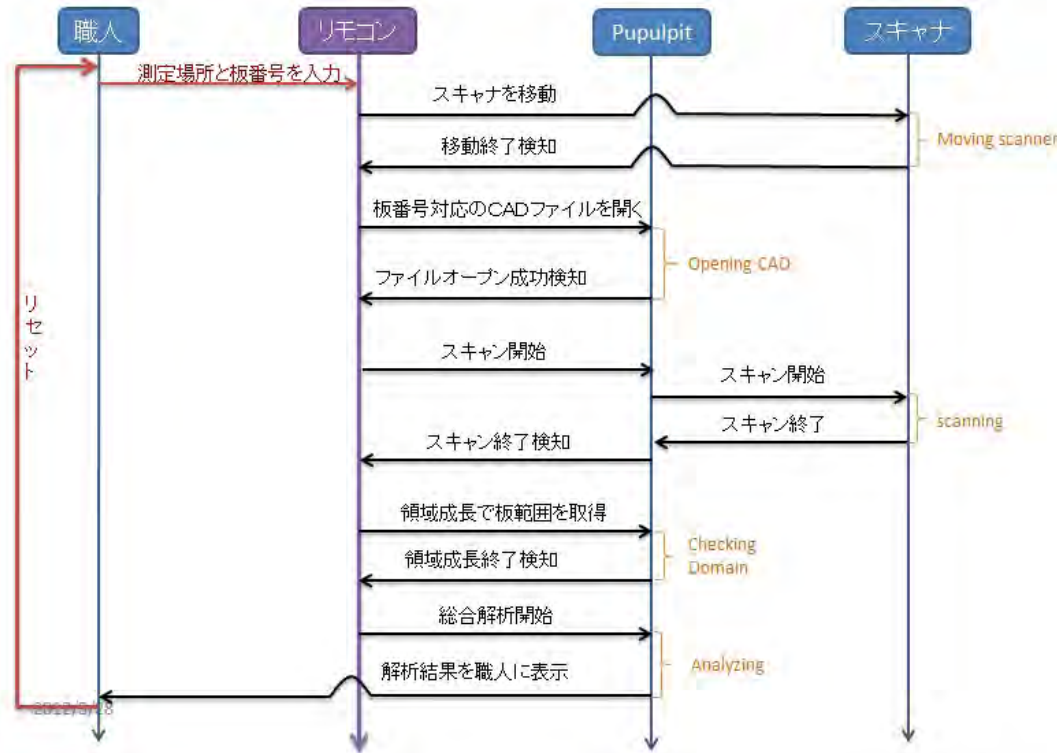 職人
リモコン
Pupulpit
スキャナ
測定場所と板番号を入力
スキャナを移動
Moving scanner
移動終了検知
板番号対応のCADファイルを開く
Opening CAD
ファイルオープン成功検知
リセット
スキャン開始
スキャン開始
scanning
スキャン終了
スキャン終了検知
領域成長で板範囲を取得
Checking
Domain
領域成長終了検知
総合解析開始
Analyzing
解析結果を職人に表示